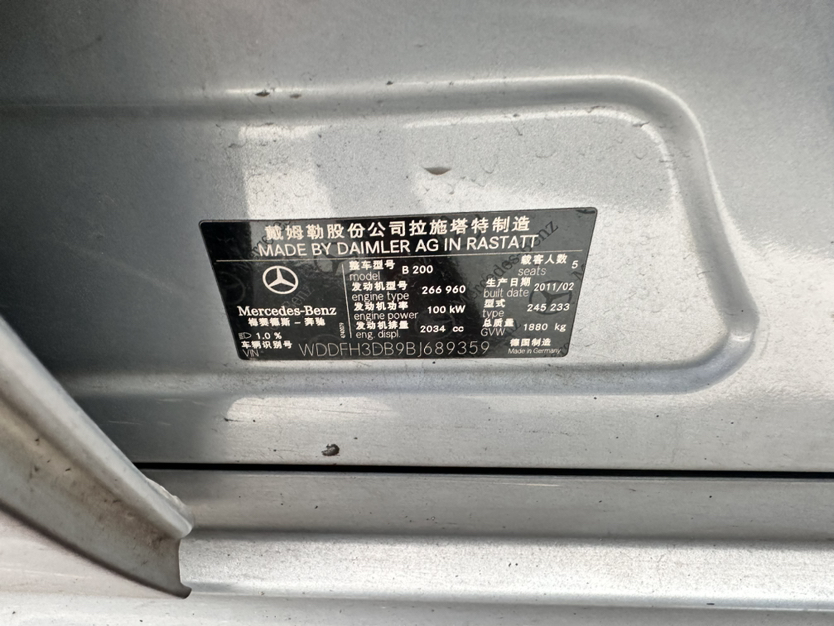 戴姆勒股份公司拉施塔特制造
MADE BY DAIMLER AG IN RASTATT
Mercedes-Benz
梅赛德斯－奔驰
1.0 %
整车型号
model
B 200
发动机型号
engine type
266 960
发动机功率
engine power
100 kW
发动机排量
eng. displ.
2034 cc
载客人数
seats
5
生产日期
built date
2011/02
型式
type
245 233
总质量
GVW
1880 kg
车辆识别号
VIN
WDDFH3DB9BJ689359
德国制造
Made in Germany